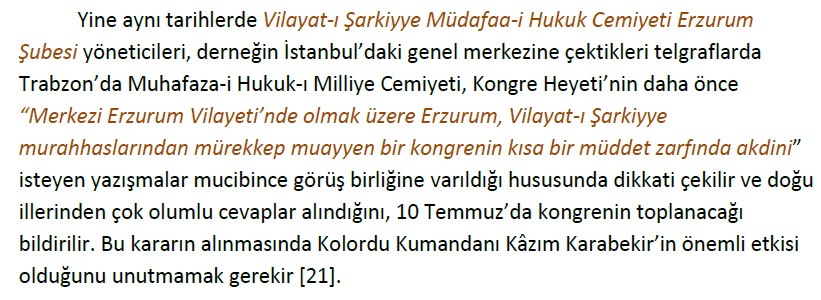 Yine aynı tarihlerde Vilayat-ı Şarkiyye Müdafaa-i Hukuk Cemiyeti Erzurum
Şubesi yöneticileri, derneğin İstanbul’daki genel merkezine çektikleri telgraflarda
Trabzon’da Muhafaza-i Hukuk-ı Milliye Cemiyeti, Kongre Heyeti’nin daha önce
“Merkezi Erzurum Vilayeti’nde olmak üzere Erzurum, Vilayat-ı Şarkiyye
murahhaslarından mürekkep muayyen bir kongrenin kısa bir müddet zarfında akdini”
isteyen yazışmalar mucibince görüş birliğine varıldığı hususunda dikkati çekilir ve doğu
illerinden çok olumlu cevaplar alındığını, 10 Temmuz’da kongrenin toplanacağı
bildirilir. Bu kararın alınmasında Kolordu Kumandanı Kâzım Karabekir’in önemli etkisi
olduğunu unutmamak gerekir [21].